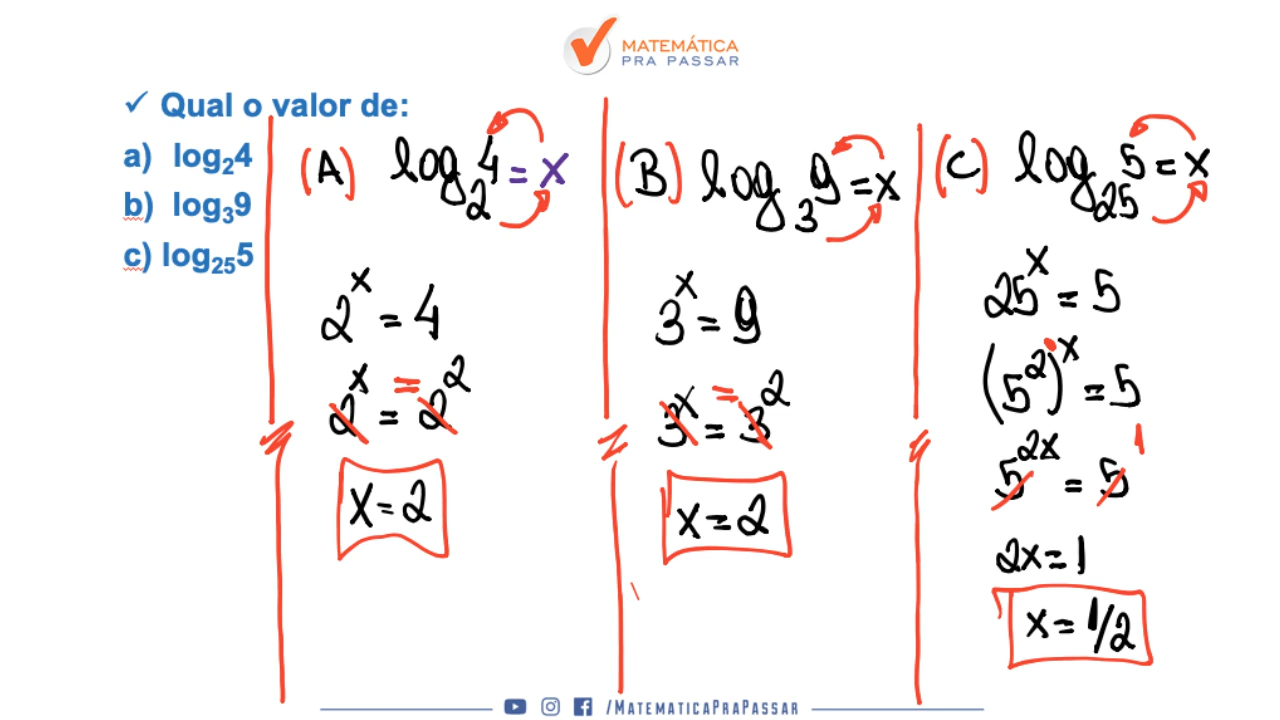 MATEMÁTICA
PRA PASSAR
✓ Qual o valor de:
a) log₂4
b) log₃9
c) log₂₅5
(A) log₂4 = x
2ˣ = 4
2ˣ = 2²
=
x = 2
(B) log₃9 = x
3ˣ = 9
3ˣ = 3²
=
x = 2
(C) log₂₅5 = x
25ˣ = 5
(5²)ˣ = 5
5²ˣ = 5¹
2x = 1
x = 1/2
/MATEMATICAPRAPASSAR